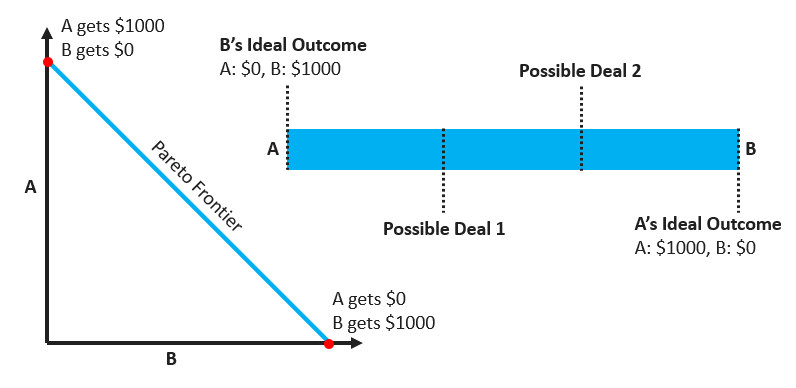 A gets $1000
B gets $0
A
Pareto Frontier
A gets $0
B gets $1000
B
B's Ideal Outcome
A: $0, B: $1000
Possible Deal 2
A
B
Possible Deal 1
A's Ideal Outcome
A: $1000, B: $0